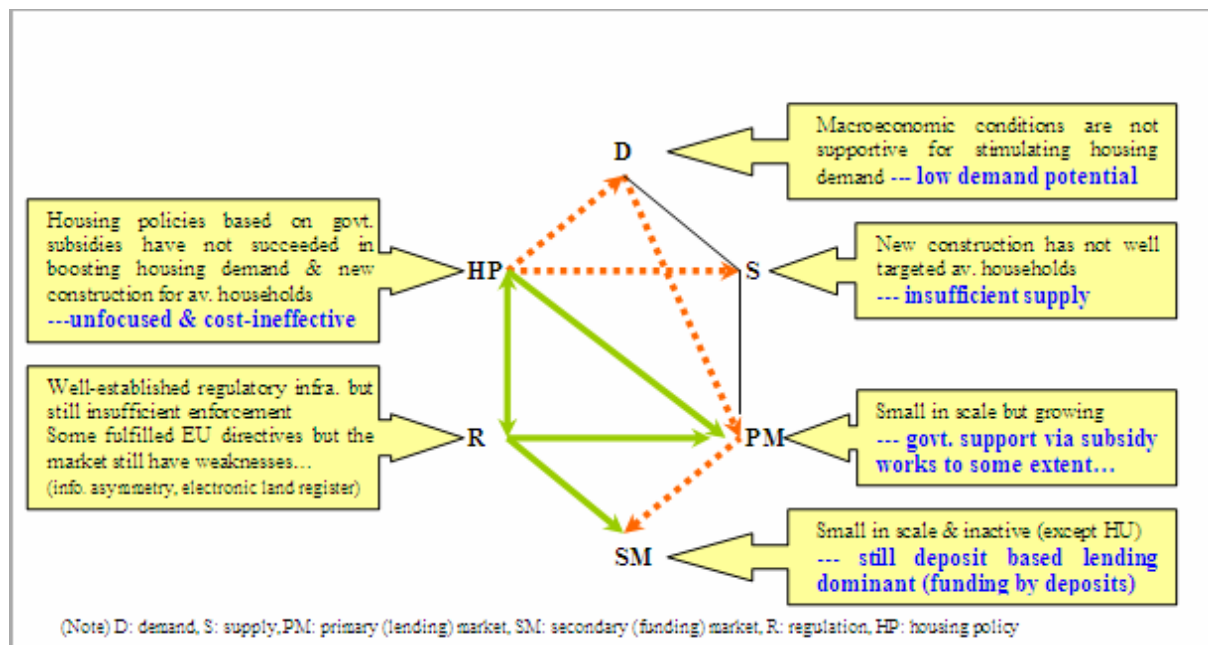 D
Macroeconomic conditions are not
supportive for stimulating housing
demand --- low demand potential
Housing policies based on govt.
subsidies have not succeeded in
boosting housing demand & new
construction for av. households
---unfocused & cost-ineffective
HP
S
New construction has not well
targeted av. households
--- insufficient supply
Well-established regulatory infra. but
still insufficient enforcement
Some fulfilled EU directives but the
market still have weaknesses…
(info. asymmetry, electronic land register)
R
PM
Small in scale but growing
--- govt. support via subsidy
works to some extent…
SM
Small in scale & inactive (except HU)
--- still deposit based lending
dominant (funding by deposits)
(Note) D: demand, S: supply, PM: primary (lending) market, SM: secondary (funding) market, R: regulation, HP: housing policy